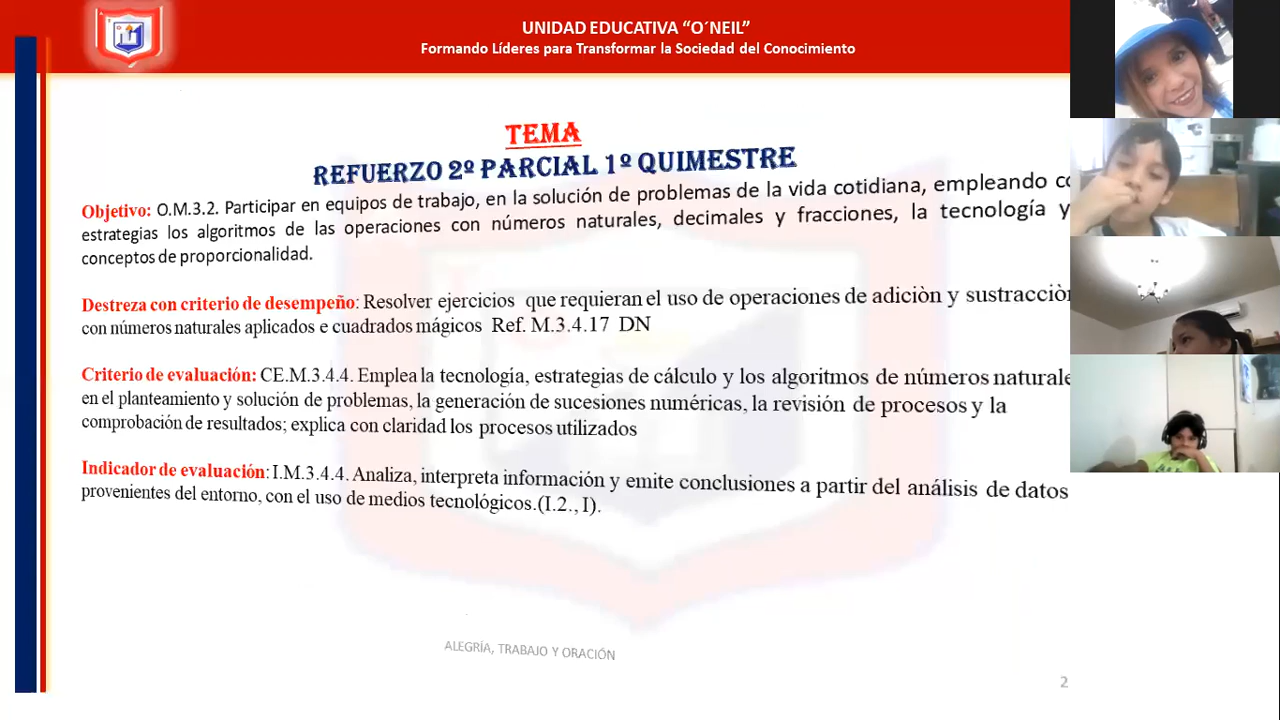 UNIDAD EDUCATIVA “O´NEIL”
Formando Líderes para Transformar la Sociedad del Conocimiento
TEMA
REFUERZO 2º PARCIAL 1º QUIMESTRE
Objetivo: O.M.3.2. Participar en equipos de trabajo, en la solución de problemas de la vida cotidiana, empleando
estrategias los algoritmos de las operaciones con números naturales, decimales y fracciones, la tecnología y
conceptos de proporcionalidad.
Destreza con criterio de desempeño: Resolver ejercicios que requieran el uso de operaciones de adiciòn y sustracciòn
con números naturales aplicados e cuadrados mágicos Ref. M.3.4.17 DN
Criterio de evaluación: CE.M.3.4.4. Emplea la tecnología, estrategias de cálculo y los algoritmos de números naturale
en el planteamiento y solución de problemas, la generación de sucesiones numéricas, la revisión de procesos y la
comprobación de resultados; explica con claridad los procesos utilizados
Indicador de evaluación: I.M.3.4.4. Analiza, interpreta información y emite conclusiones a partir del análisis de datos
provenientes del entorno, con el uso de medios tecnológicos.(I.2., I).
ALEGRÍA, TRABAJO Y ORACIÓN
2